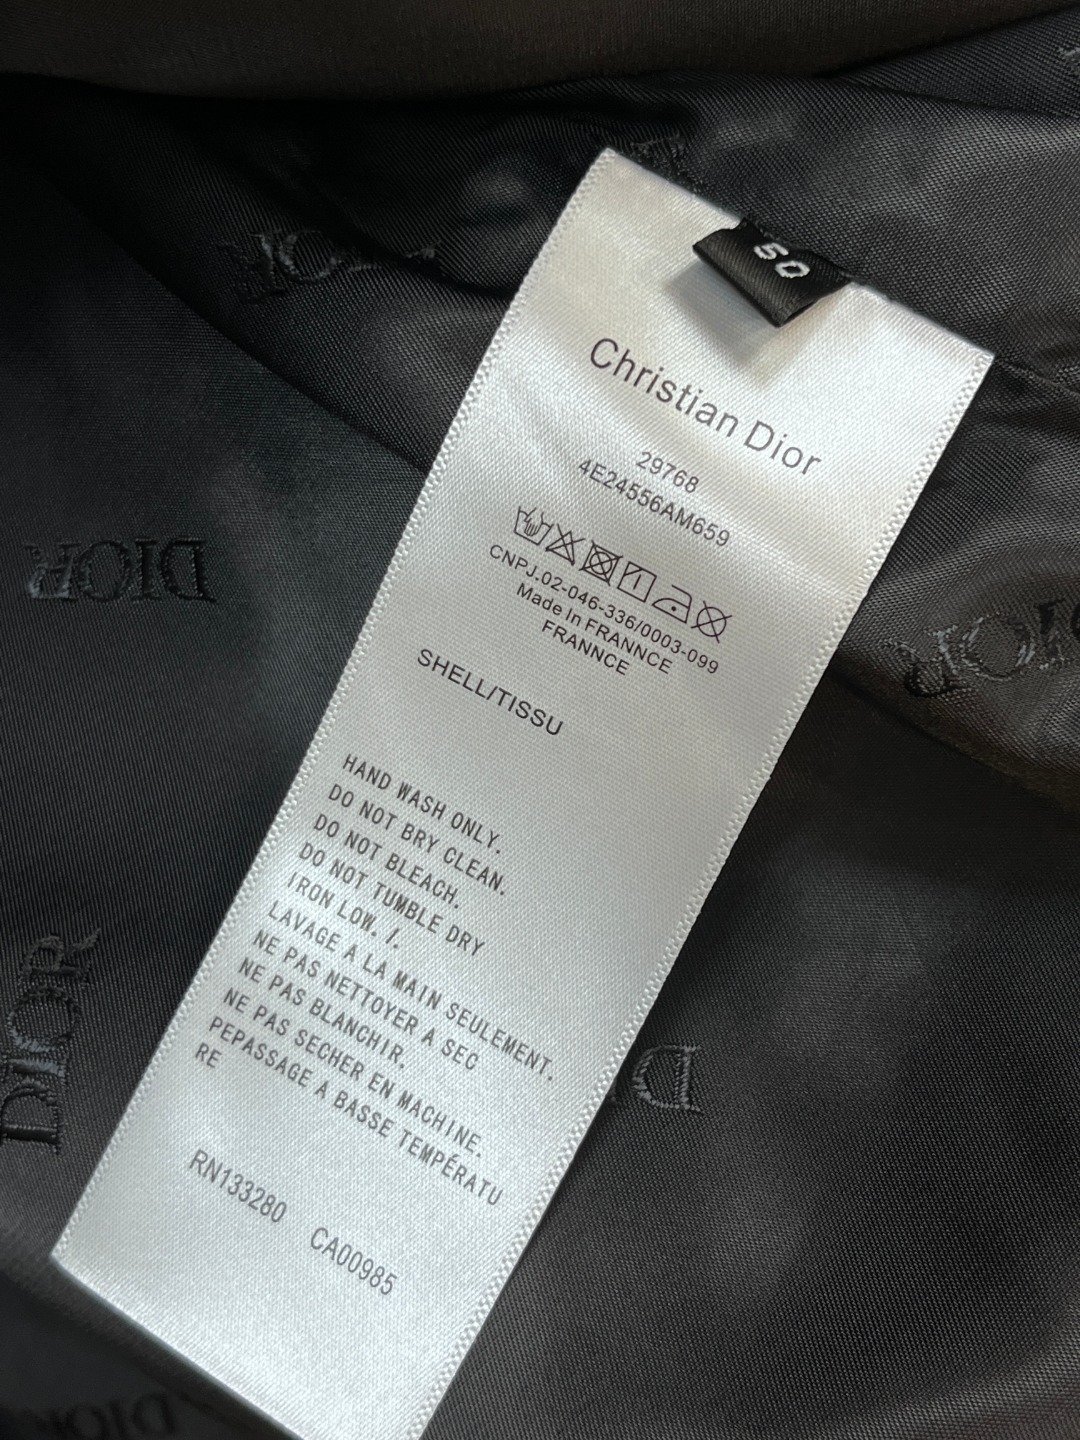 50
Christian Dior
29768
4E24556AM659
CNPJ.02-046-336/0003-099
Made In FRANNCE
FRANNCE
SHELL/TISSU
HAND WASH ONLY.
DO NOT BRY CLEAN.
DO NOT BLEACH.
DO NOT TUMBLE DRY
IRON LOW. /.
LAVAGE A LA MAIN SEULEMENT.
NE PAS NETTOYER A SEC
NE PAS BLANCHIR.
NE PAS SECHER EN MACHINE.
PEPASSAGE A BASSE TEMPÉRATU
RE
RN133280 CA00985
DIOR
DIOR
DIOR
DIOR
D
DIOR